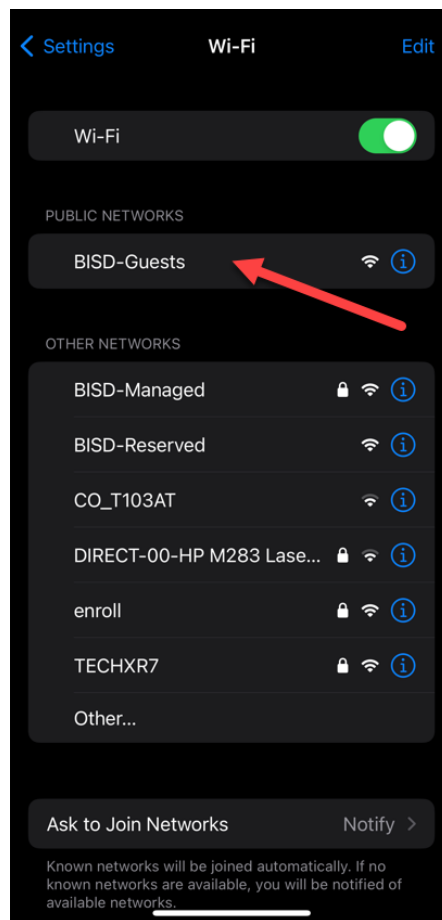 Settings Wi-Fi Edit
Wi-Fi
PUBLIC NETWORKS
BISD-Guests
OTHER NETWORKS
BISD-Managed
BISD-Reserved
CO_T103AT
DIRECT-00-HP M283 Lase...
enroll
TECHXR7
Other...
Ask to Join Networks Notify
Known networks will be joined automatically. If no
known networks are available, you will be notified of
available networks.